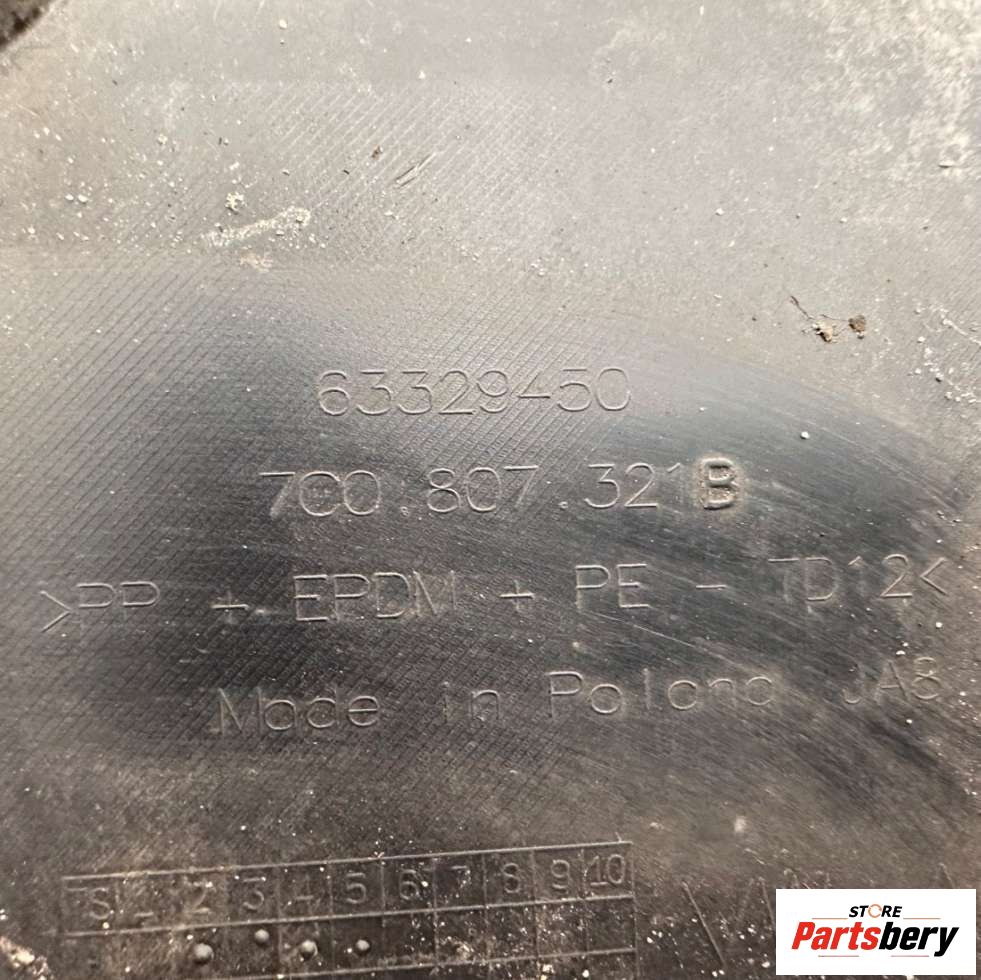 63329450
7C0.807.321B
>PP + EPDM + PE - TD12<
Made in Poland JA8
S 1 2 3 4 5 6 7 8 9 10
STORE
Partsbery